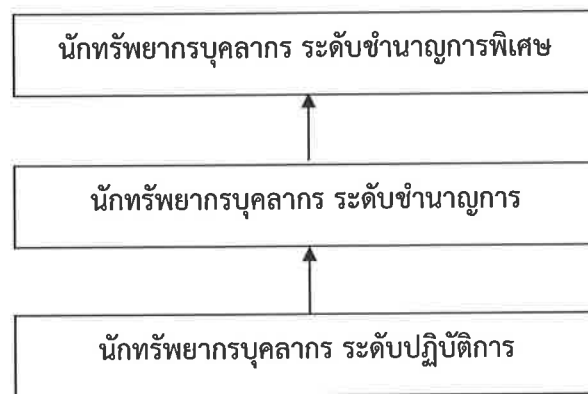 นักทรัพยากรบุคลากร ระดับชำนาญการพิเศษ
นักทรัพยากรบุคลากร ระดับชำนาญการ
นักทรัพยากรบุคลากร ระดับปฏิบัติการ